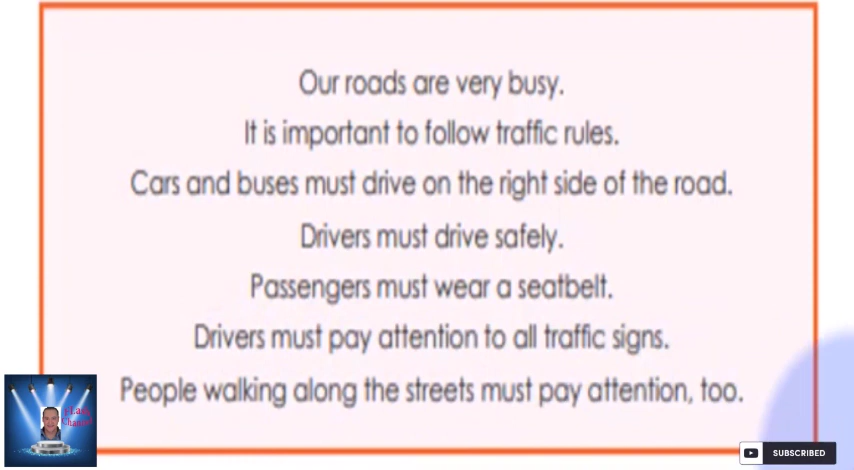 Our roads are very busy.
It is important to follow traffic rules.
Cars and buses must drive on the right side of the road.
Drivers must drive safely.
Passengers must wear a seatbelt.
Drivers must pay attention to all traffic signs.
People walking along the streets must pay attention, too.
SUBSCRIBED